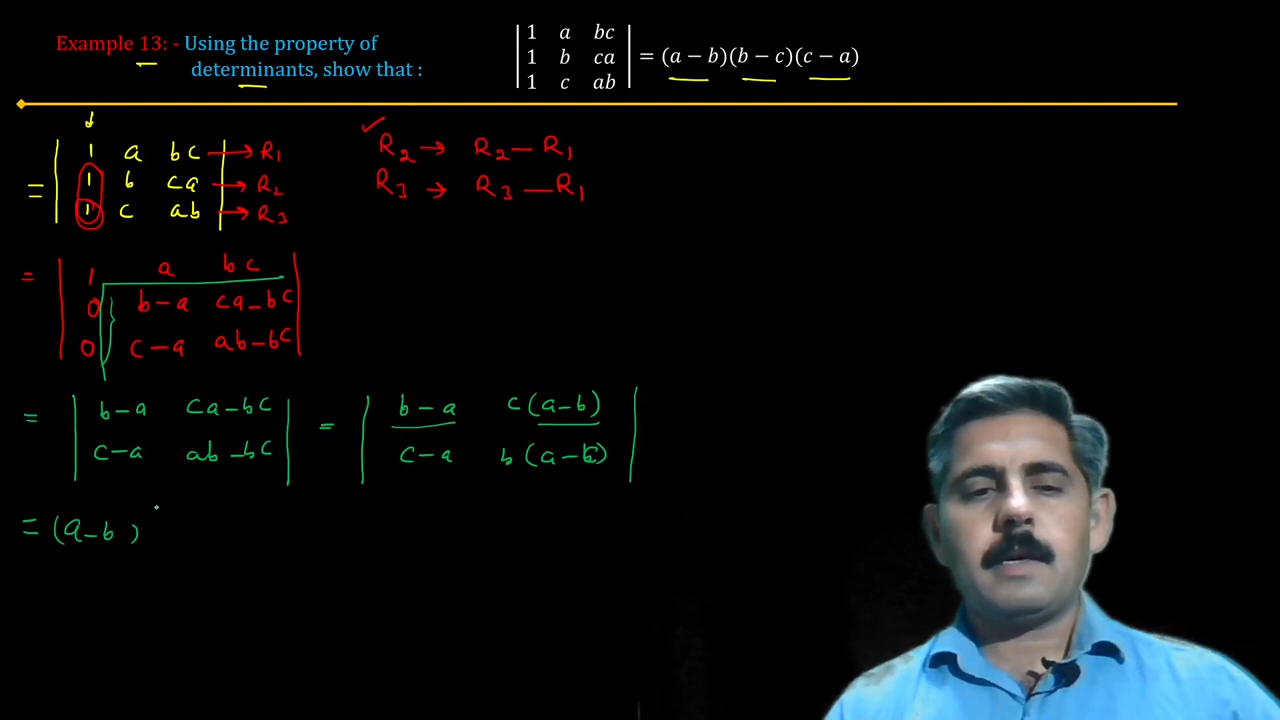 Example 13: - Using the property of
determinants, show that :
| 1 a bc |
| 1 b ca | = (a − b)(b − c)(c − a)
| 1 c ab |
| 1 a bc | → R1
= | 1 b ca | → R2
| 1 c ab | → R3
✓ R2 → R2 − R1
R3 → R3 − R1
= | 1 a bc |
| 0 b−a ca−bc |
| 0 c−a ab−bc |
= | b−a ca−bc | = | b−a c(a−b) |
| c−a ab−bc | | c−a b(a−c) |
= (a−b)